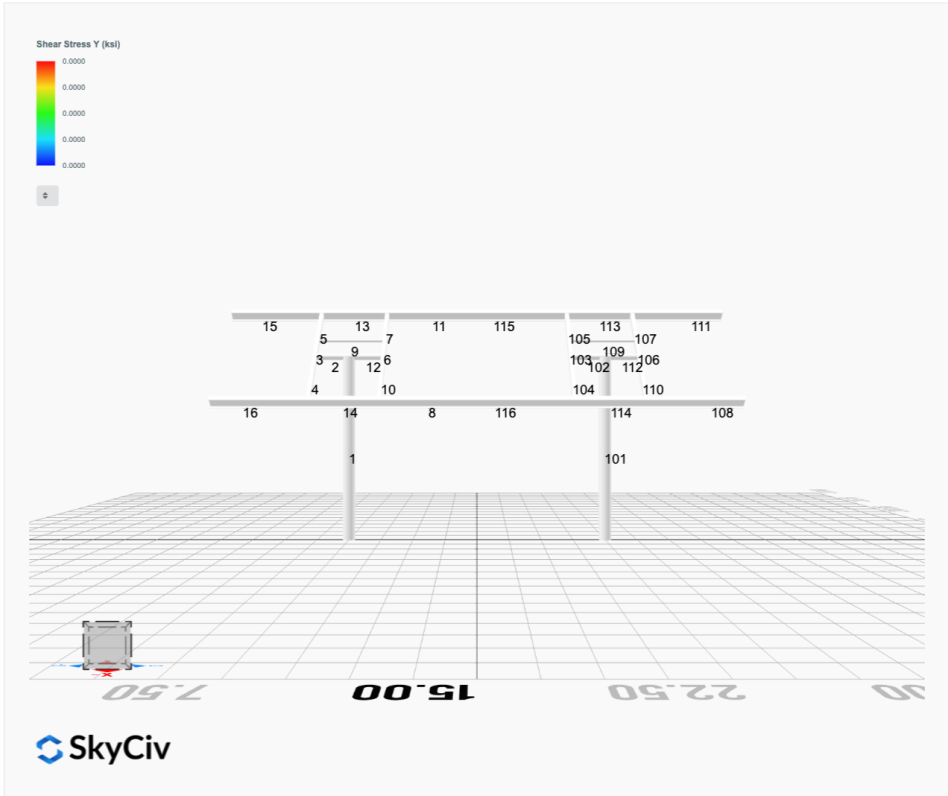 Shear Stress Y (ksi)
0.0000
0.0000
0.0000
0.0000
0.0000
15 13 11 115 113 111
5 7 105 107
9 109
3 6 103 106
2 12 102 112
4 10 104 110
16 14 8 116 114 108
1 101
X
7.50 15.00 22.50
SkyCiv